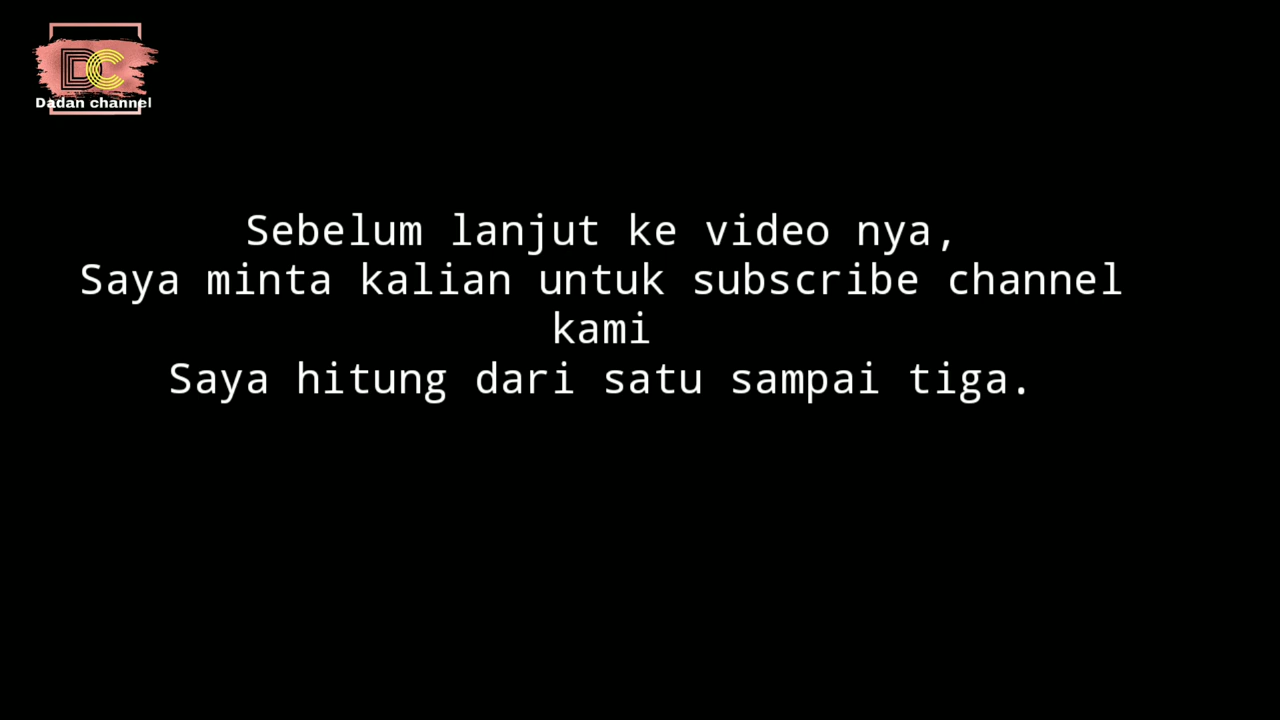 DC
Dadan channel
Sebelum lanjut ke video nya,
Saya minta kalian untuk subscribe channel
kami
Saya hitung dari satu sampai tiga.